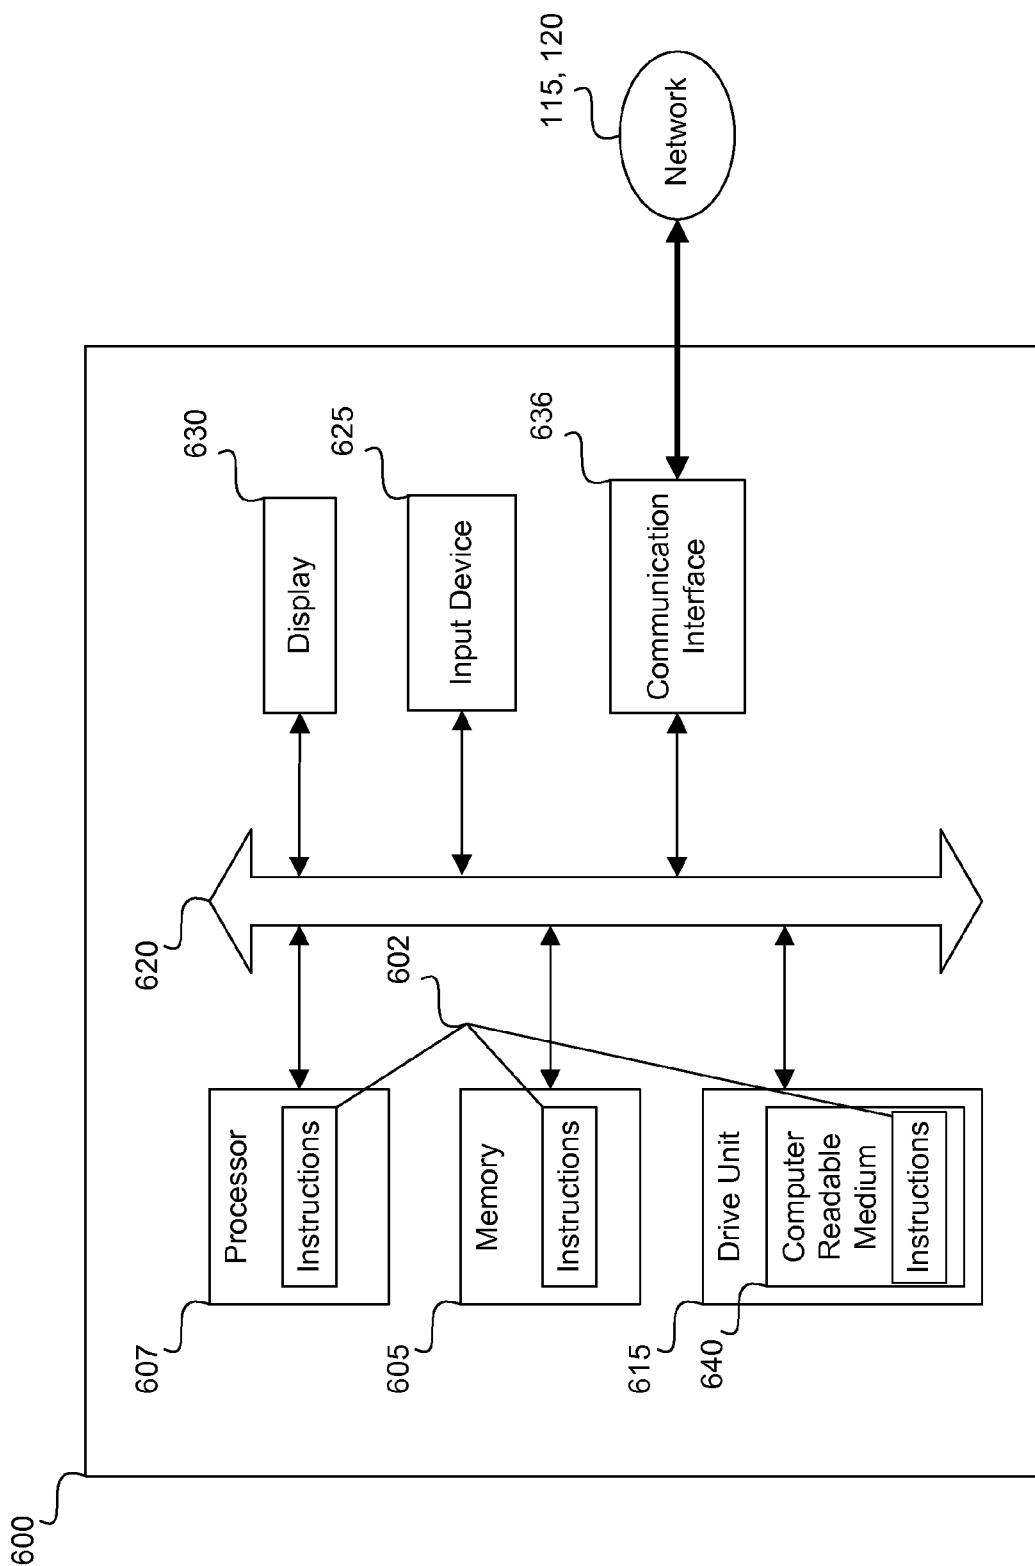 600
607
Processor
Instructions
605
Memory
Instructions
615
640
Drive Unit
Computer
Readable
Medium
Instructions
620
602
630
Display
625
Input Device
636
Communication
Interface
115, 120
Network